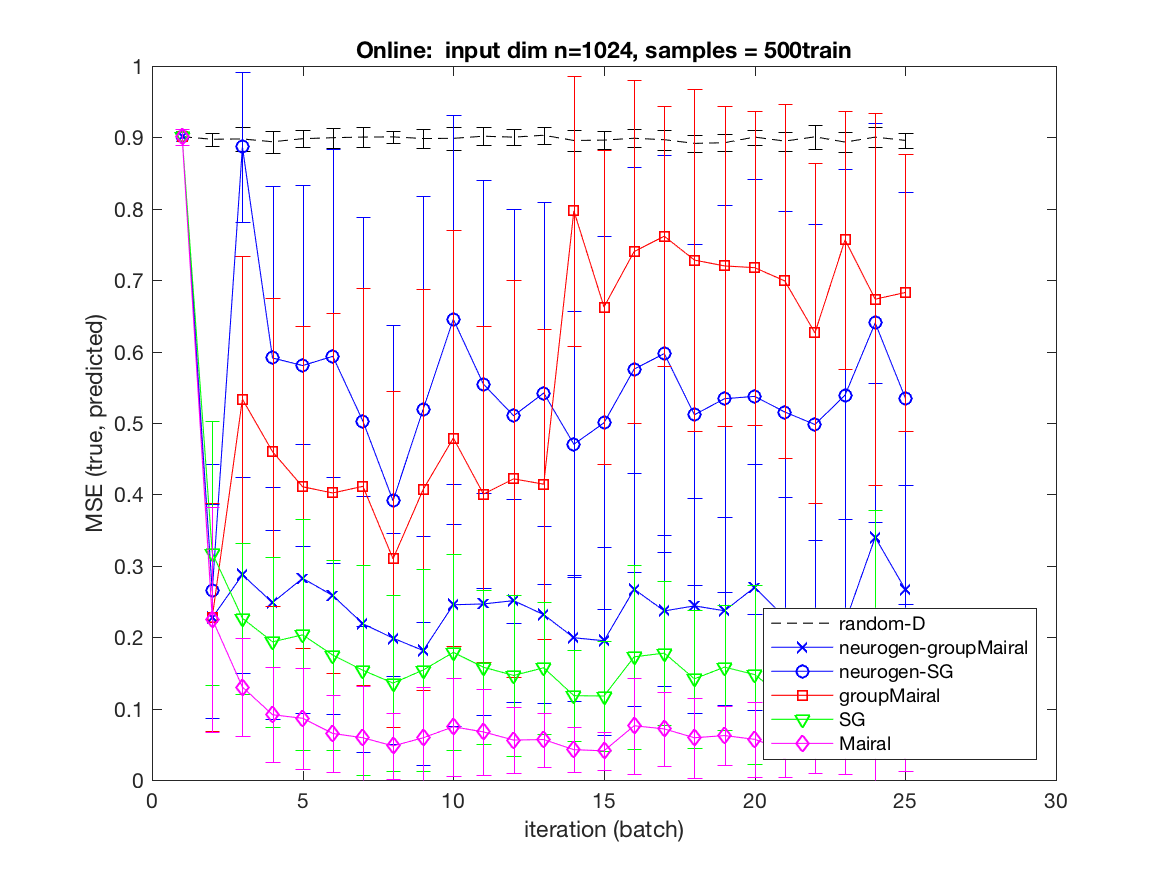 Online:  input dim n=1024, samples = 500train
MSE (true, predicted)
1
0.9
0.8
0.7
0.6
0.5
0.4
0.3
0.2
0.1
0
0 5 10 15 20 25 30
iteration (batch)
random-D
neurogen-groupMairal
neurogen-SG
groupMairal
SG
Mairal